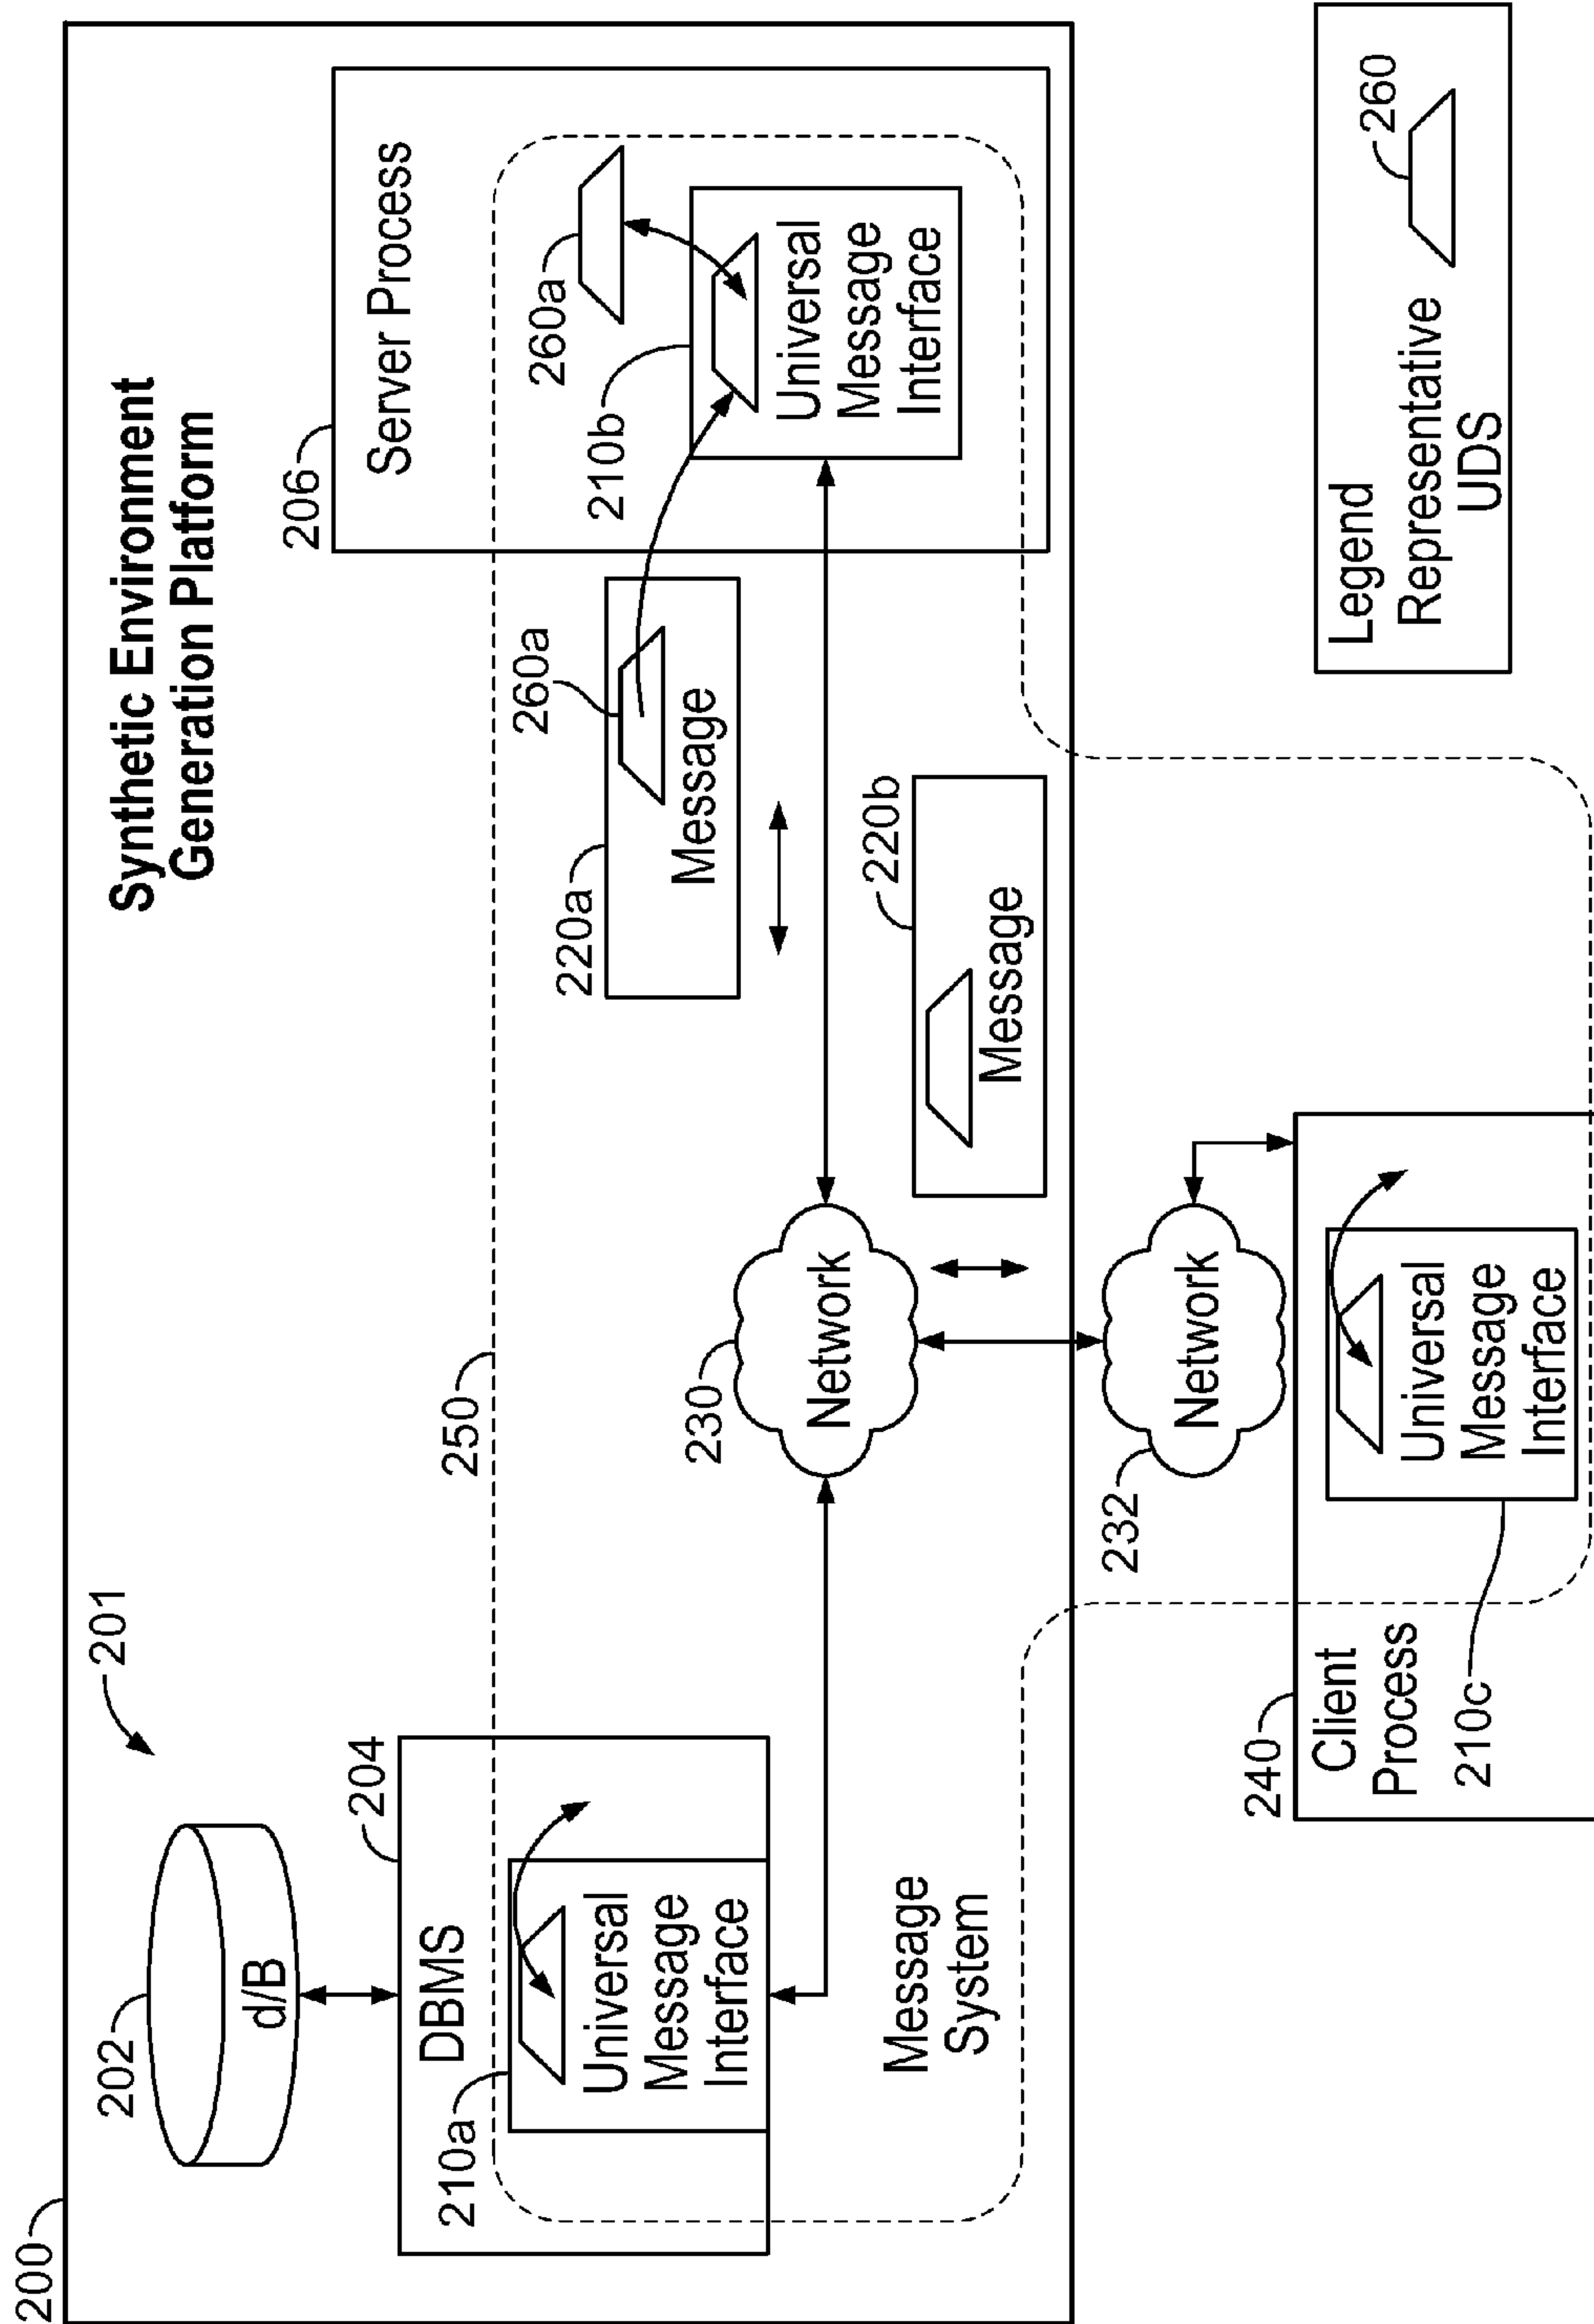 200
Synthetic Environment
Generation Platform
201
202
d/B
204
DBMS
210a
Universal
Message
Interface
206
Server Process
260a
210b
Universal
Message
Interface
250
220a
260a
Message
230
Network
220b
Message
Message
System
232
Network
240
Client
Process
210c
Universal
Message
Interface
Legend
Representative
UDS
260